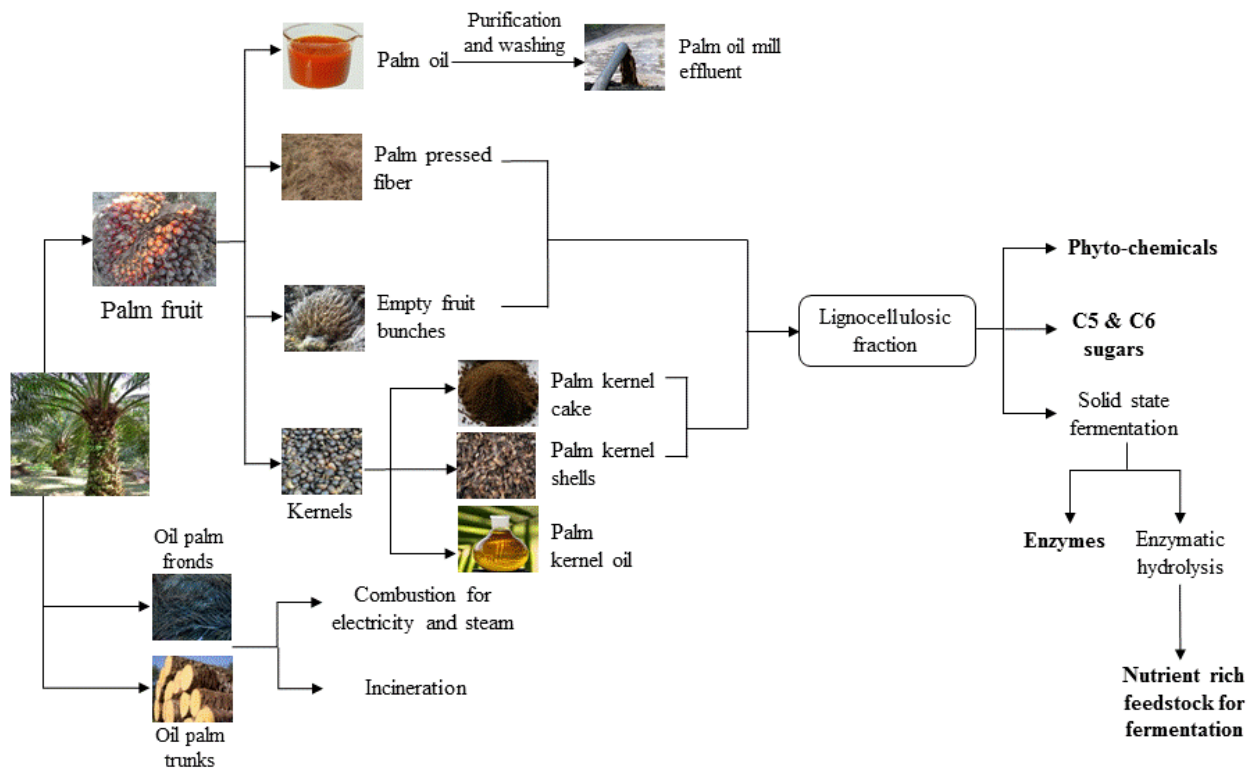 Purification
and washing
Palm oil
Palm oil mill
effluent
Palm pressed
fiber
Palm fruit
Empty fruit
bunches
Palm kernel
cake
Palm kernel
shells
Kernels
Palm
kernel oil
Lignocellulosic
fraction
Phyto-chemicals
C5 & C6
sugars
Solid state
fermentation
Enzymes
Enzymatic
hydrolysis
Nutrient rich
feedstock for
fermentation
Oil palm
fronds
Combustion for
electricity and steam
Incineration
Oil palm
trunks